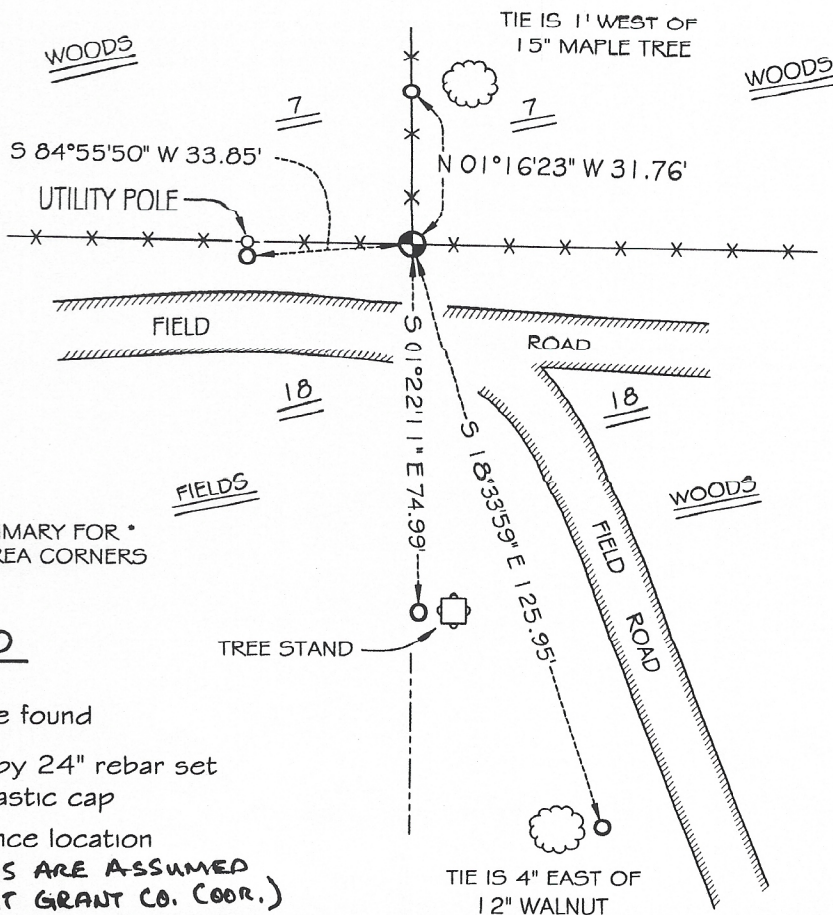 TIE IS 1' WEST OF
15" MAPLE TREE
WOODS
WOODS
7
7
S 84°55'50" W 33.85'
N 01°16'23" W 31.76'
UTILITY POLE
FIELD
ROAD
S 01°22'11" E 74.99'
18
18
S 18°33'59" E 125.95'
FIELDS
WOODS
FIELD
ROAD
MARY FOR *
REA CORNERS
TREE STAND
e found
by 24" rebar set
astic cap
nce location
S ARE ASSUMED
T GRANT CO. COOR.)
TIE IS 4" EAST OF
12" WALNUT